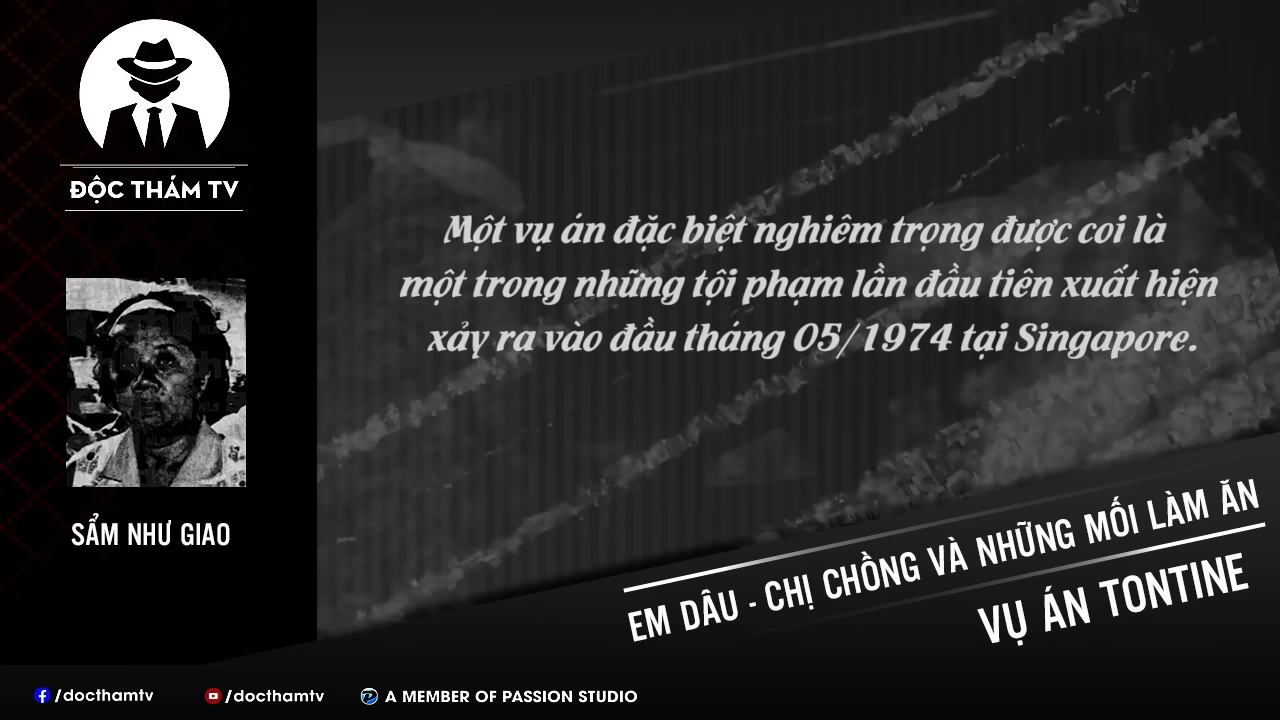 ĐỘC THÁM TV
SẨM NHƯ GIAO
Một vụ án đặc biệt nghiêm trọng được coi là
một trong những tội phạm lần đầu tiên xuất hiện
xảy ra vào đầu tháng 05/1974 tại Singapore.
EM DÂU - CHỊ CHỒNG VÀ NHỮNG MỐI LÀM ĂN
VỤ ÁN TONTINE
/docthamtv
/docthamtv
A MEMBER OF PASSION STUDIO